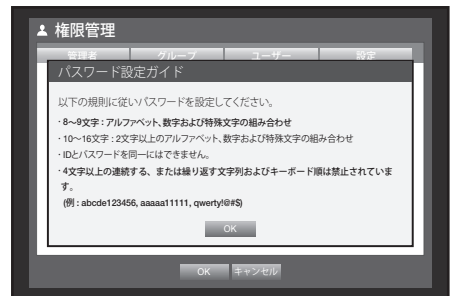 権限管理
管理者 グループ ユーザー 設定
パスワード設定ガイド
以下の規則に従いパスワードを設定してください。
·8~9文字 : アルファベット、数字および特殊文字の組み合わせ
·10~16文字 : 2文字以上のアルファベット、数字および特殊文字の組み合わせ
·IDとパスワードを同一にはできません。
·4文字以上の連続する、または繰り返す文字列およびキーボード順は禁止されていま
す。
(例 : abcde123456, aaaaa11111, qwerty!@#$)
OK
OK キャンセル